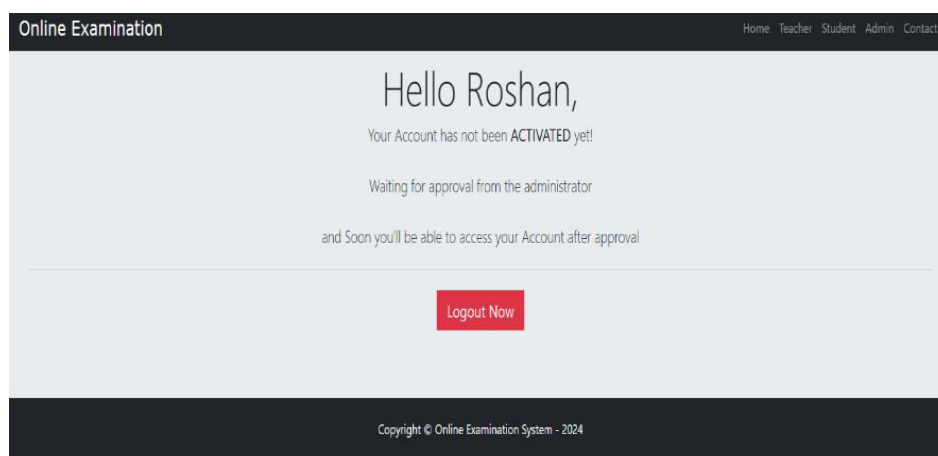 Online Examination
Home Teacher Student Admin Contact
Hello Roshan,
Your Account has not been ACTIVATED yet!
Waiting for approval from the administrator
and Soon you'll be able to access your Account after approval
Logout Now
Copyright © Online Examination System - 2024